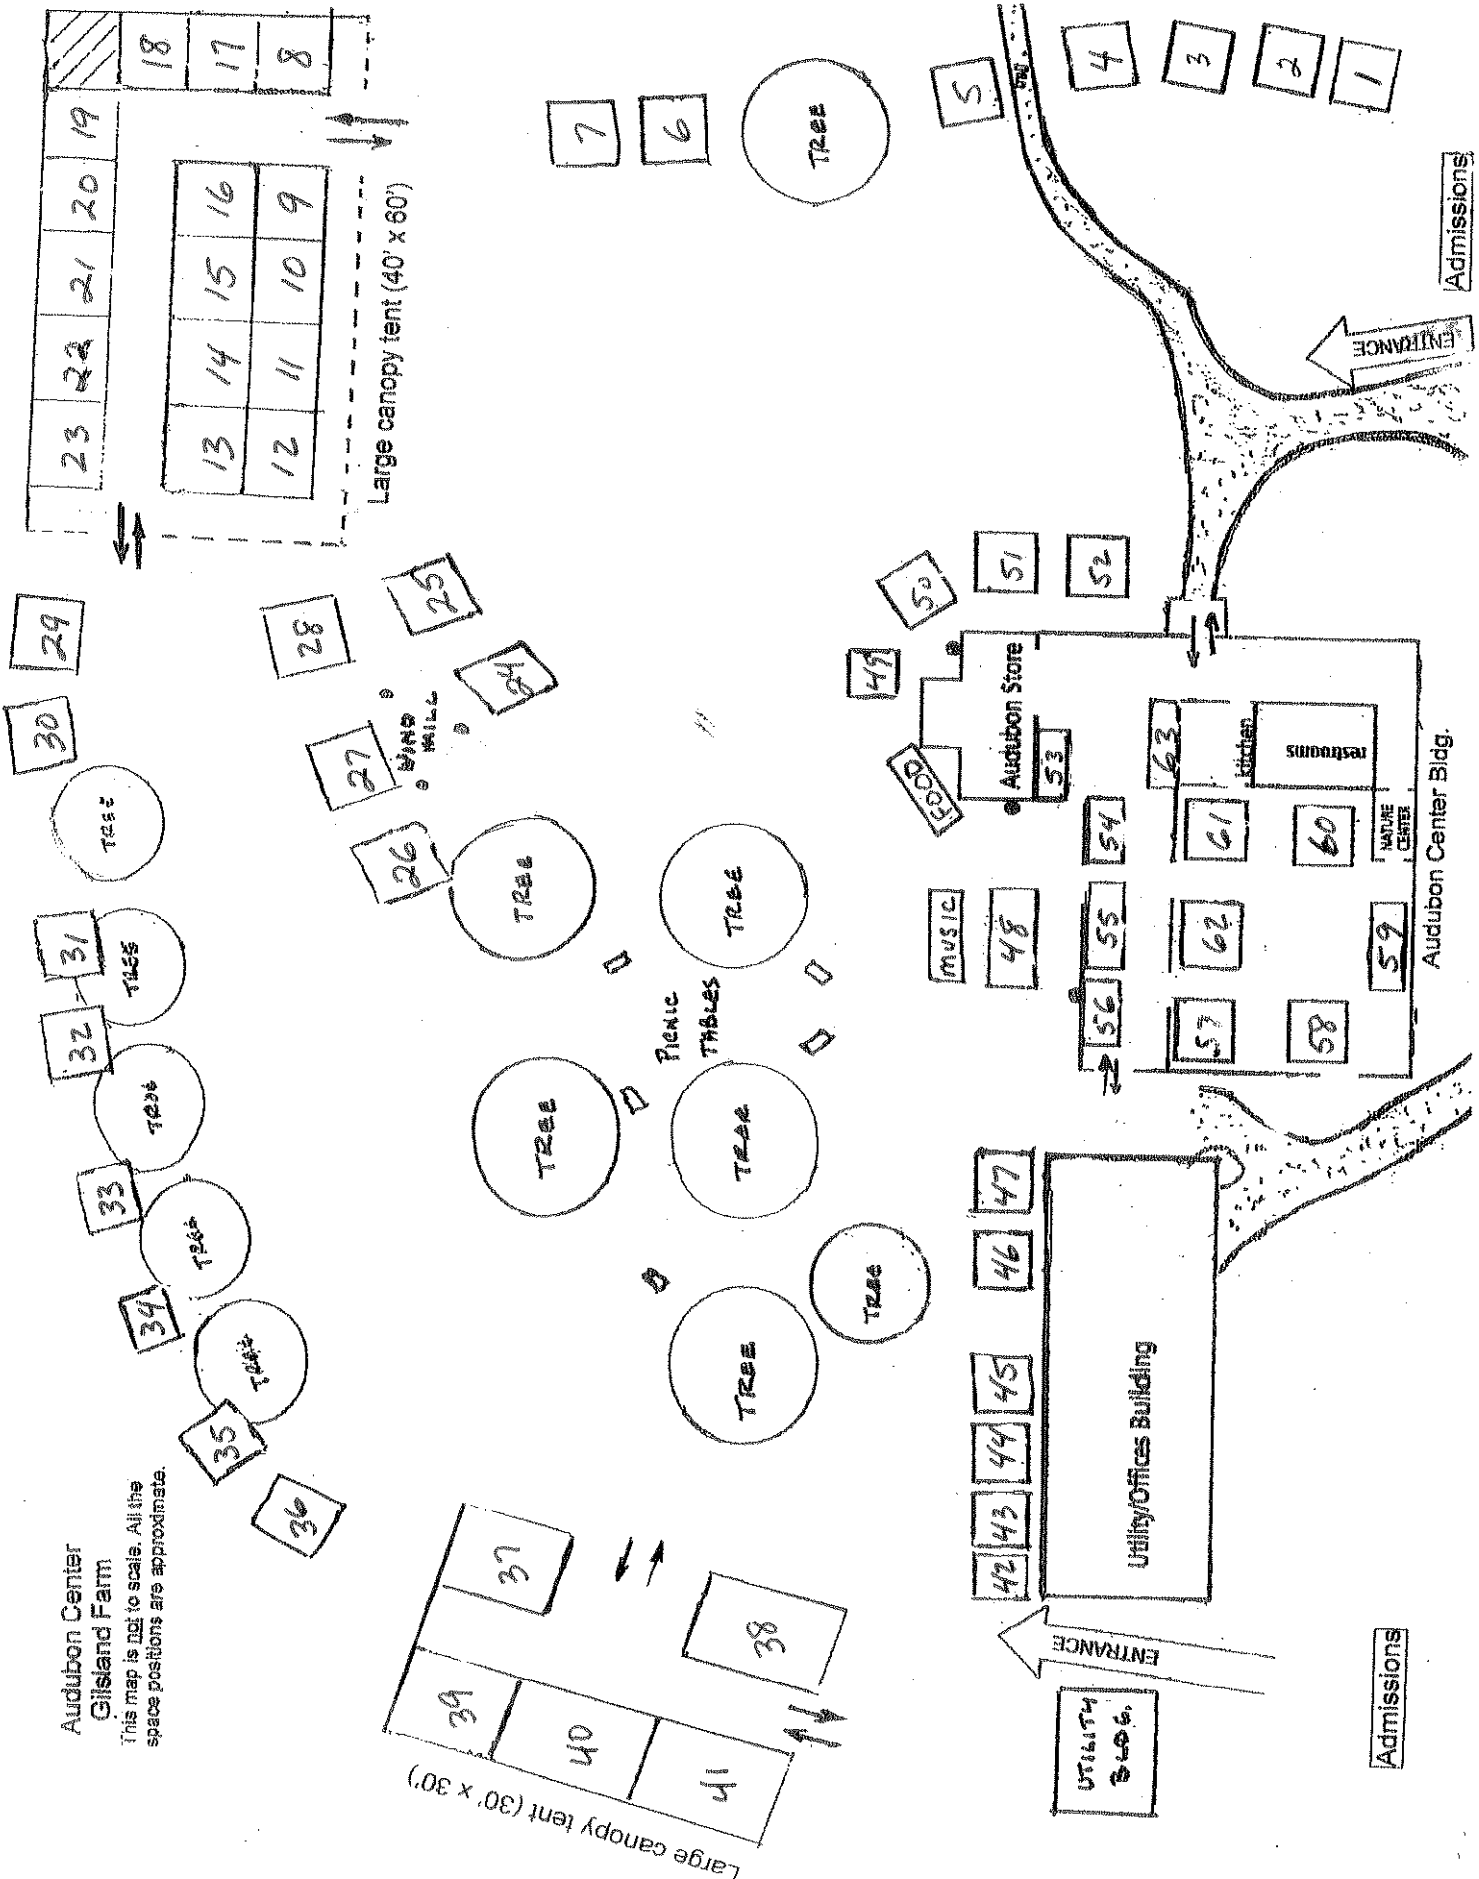 Audubon Center
Gilsland Farm
This map is not to scale. All the
space positions are approximate.
18
17
8
19
20
21
22
23
16
15
14
13
9
10
11
12
Large canopy tent (40' x 60')
7
6
TREE
5
4
3
2
1
Admissions
ENTRANCE
29
30
28
25
24
27
WIND
MILL
26
TREE
TREE
31
TREE
32
TREE
33
TREE
34
TREE
35
36
TREE
TREE
PICNIC
TABLES
TREE
TREE
TREE
TREE
50
51
52
49
FOOD
Audubon Store
53
63
kitchen
restrooms
54
61
60
NATURE
CENTER
MUSIC
48
55
62
59
56
57
58
Audubon Center Bldg.
47
46
45
44
43
42
Utility/Offices Building
37
38
39
40
41
Large canopy tent (30' x 30')
ENTRANCE
UTILITY
BLDG.
Admissions